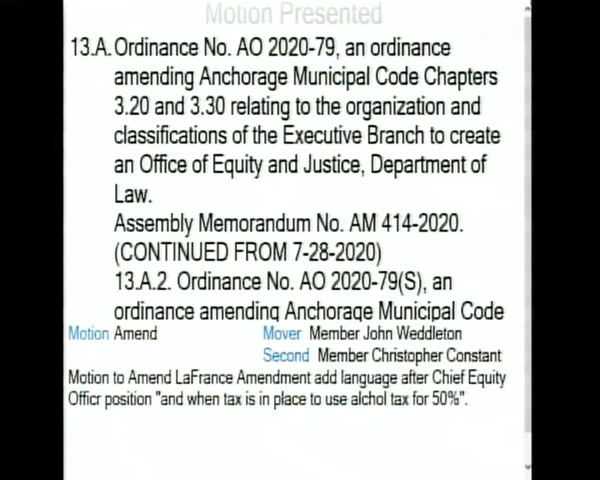 Motion Presented
13.A. Ordinance No. AO 2020-79, an ordinance
amending Anchorage Municipal Code Chapters
3.20 and 3.30 relating to the organization and
classifications of the Executive Branch to create
an Office of Equity and Justice, Department of
Law.
Assembly Memorandum No. AM 414-2020.
(CONTINUED FROM 7-28-2020)
13.A.2. Ordinance No. AO 2020-79(S), an
ordinance amending Anchorage Municipal Code
Motion Amend Mover Member John Weddleton
Second Member Christopher Constant
Motion to Amend LaFrance Amendment add language after Chief Equity
Officr position "and when tax is in place to use alchol tax for 50%".